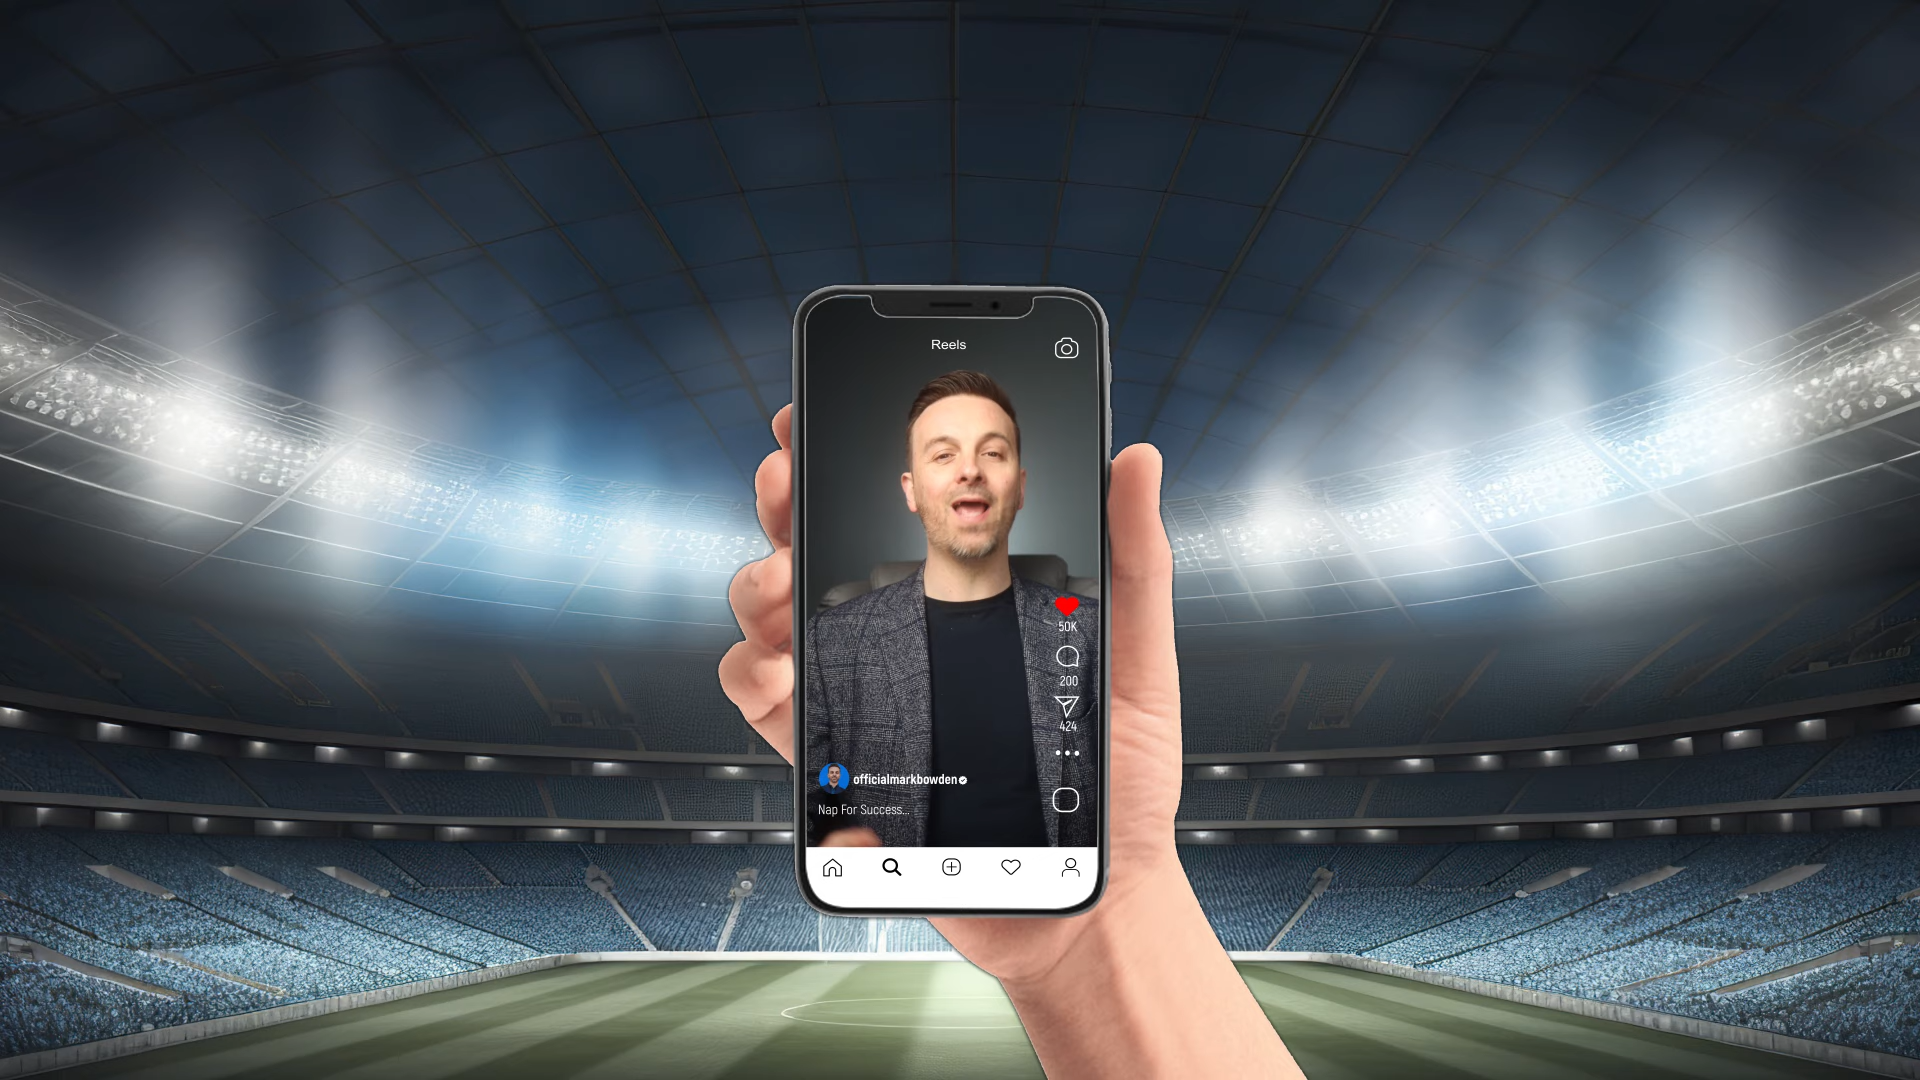 Reels
50K
200
424
officialmarkbowden
Nap For Success...